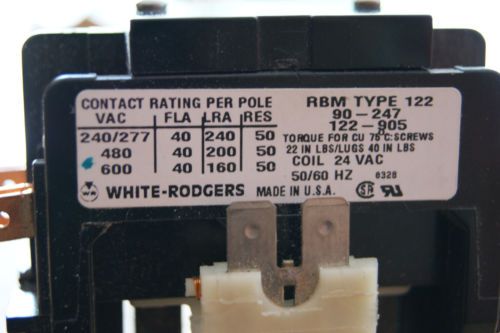 CONTACT RATING PER POLE
VAC FLA LRA RES
240/277 40 240 50
480 40 200 50
600 40 160 50
WR WHITE-RODGERS MADE IN U.S.A.
RBM TYPE 122
90-247
122-905
TORQUE FOR CU 75°C:SCREWS
22 IN LBS/LUGS 40 IN LBS
COIL 24 VAC
50/60 HZ 8328